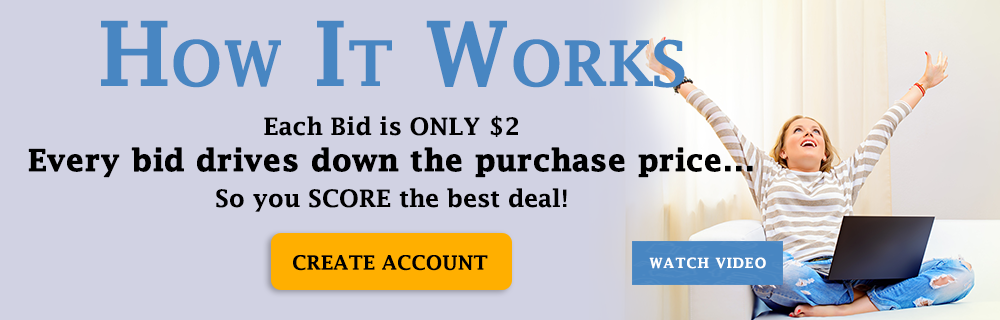 How It Works
Each Bid is ONLY $2
Every bid drives down the purchase price...
So you SCORE the best deal!
CREATE ACCOUNT
WATCH VIDEO